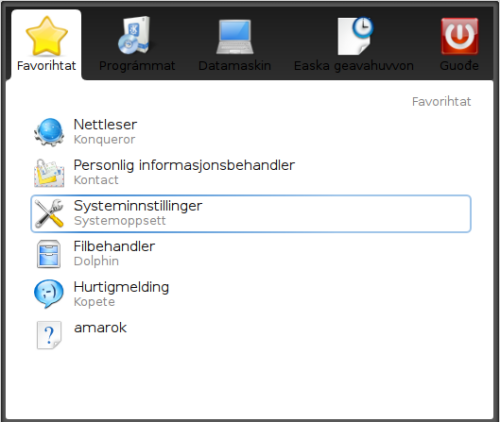 Favorihtat
Prográmmat
Datamaskin
Easka geavahuvvon
Guođe
Favorihtat
Nettleser
Konqueror
Personlig informasjonsbehandler
Kontact
Systeminnstillinger
Systemoppsett
Filbehandler
Dolphin
Hurtigmelding
Kopete
amarok